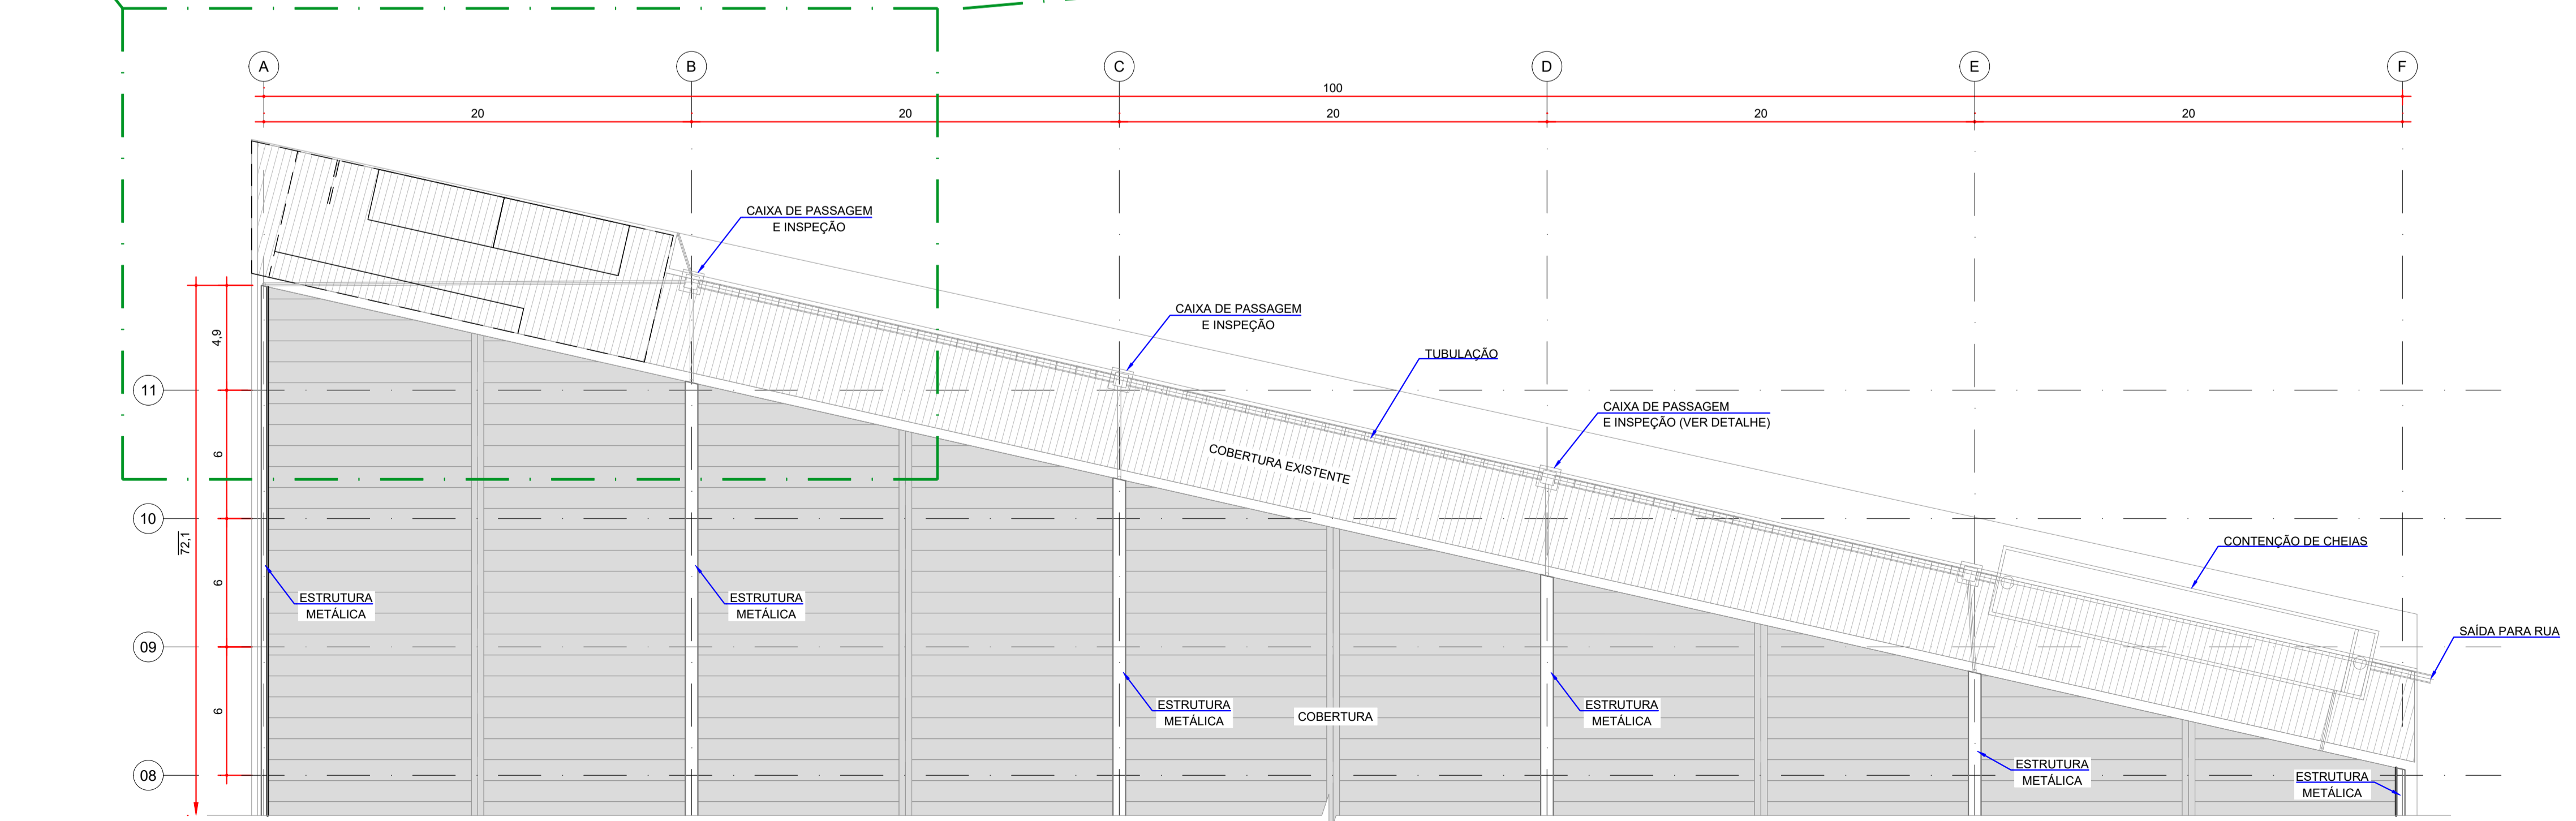 A
B
C
D
E
F
100
20
20
20
20
20
CAIXA DE PASSAGEM
E INSPEÇÃO
CAIXA DE PASSAGEM
E INSPEÇÃO
TUBULAÇÃO
CAIXA DE PASSAGEM
E INSPEÇÃO (VER DETALHE)
COBERTURA EXISTENTE
CONTENÇÃO DE CHEIAS
SAÍDA PARA RUA
4,9
11
6
10
72,1
6
09
6
08
ESTRUTURA
METÁLICA
ESTRUTURA
METÁLICA
ESTRUTURA
METÁLICA
COBERTURA
ESTRUTURA
METÁLICA
ESTRUTURA
METÁLICA
ESTRUTURA
METÁLICA